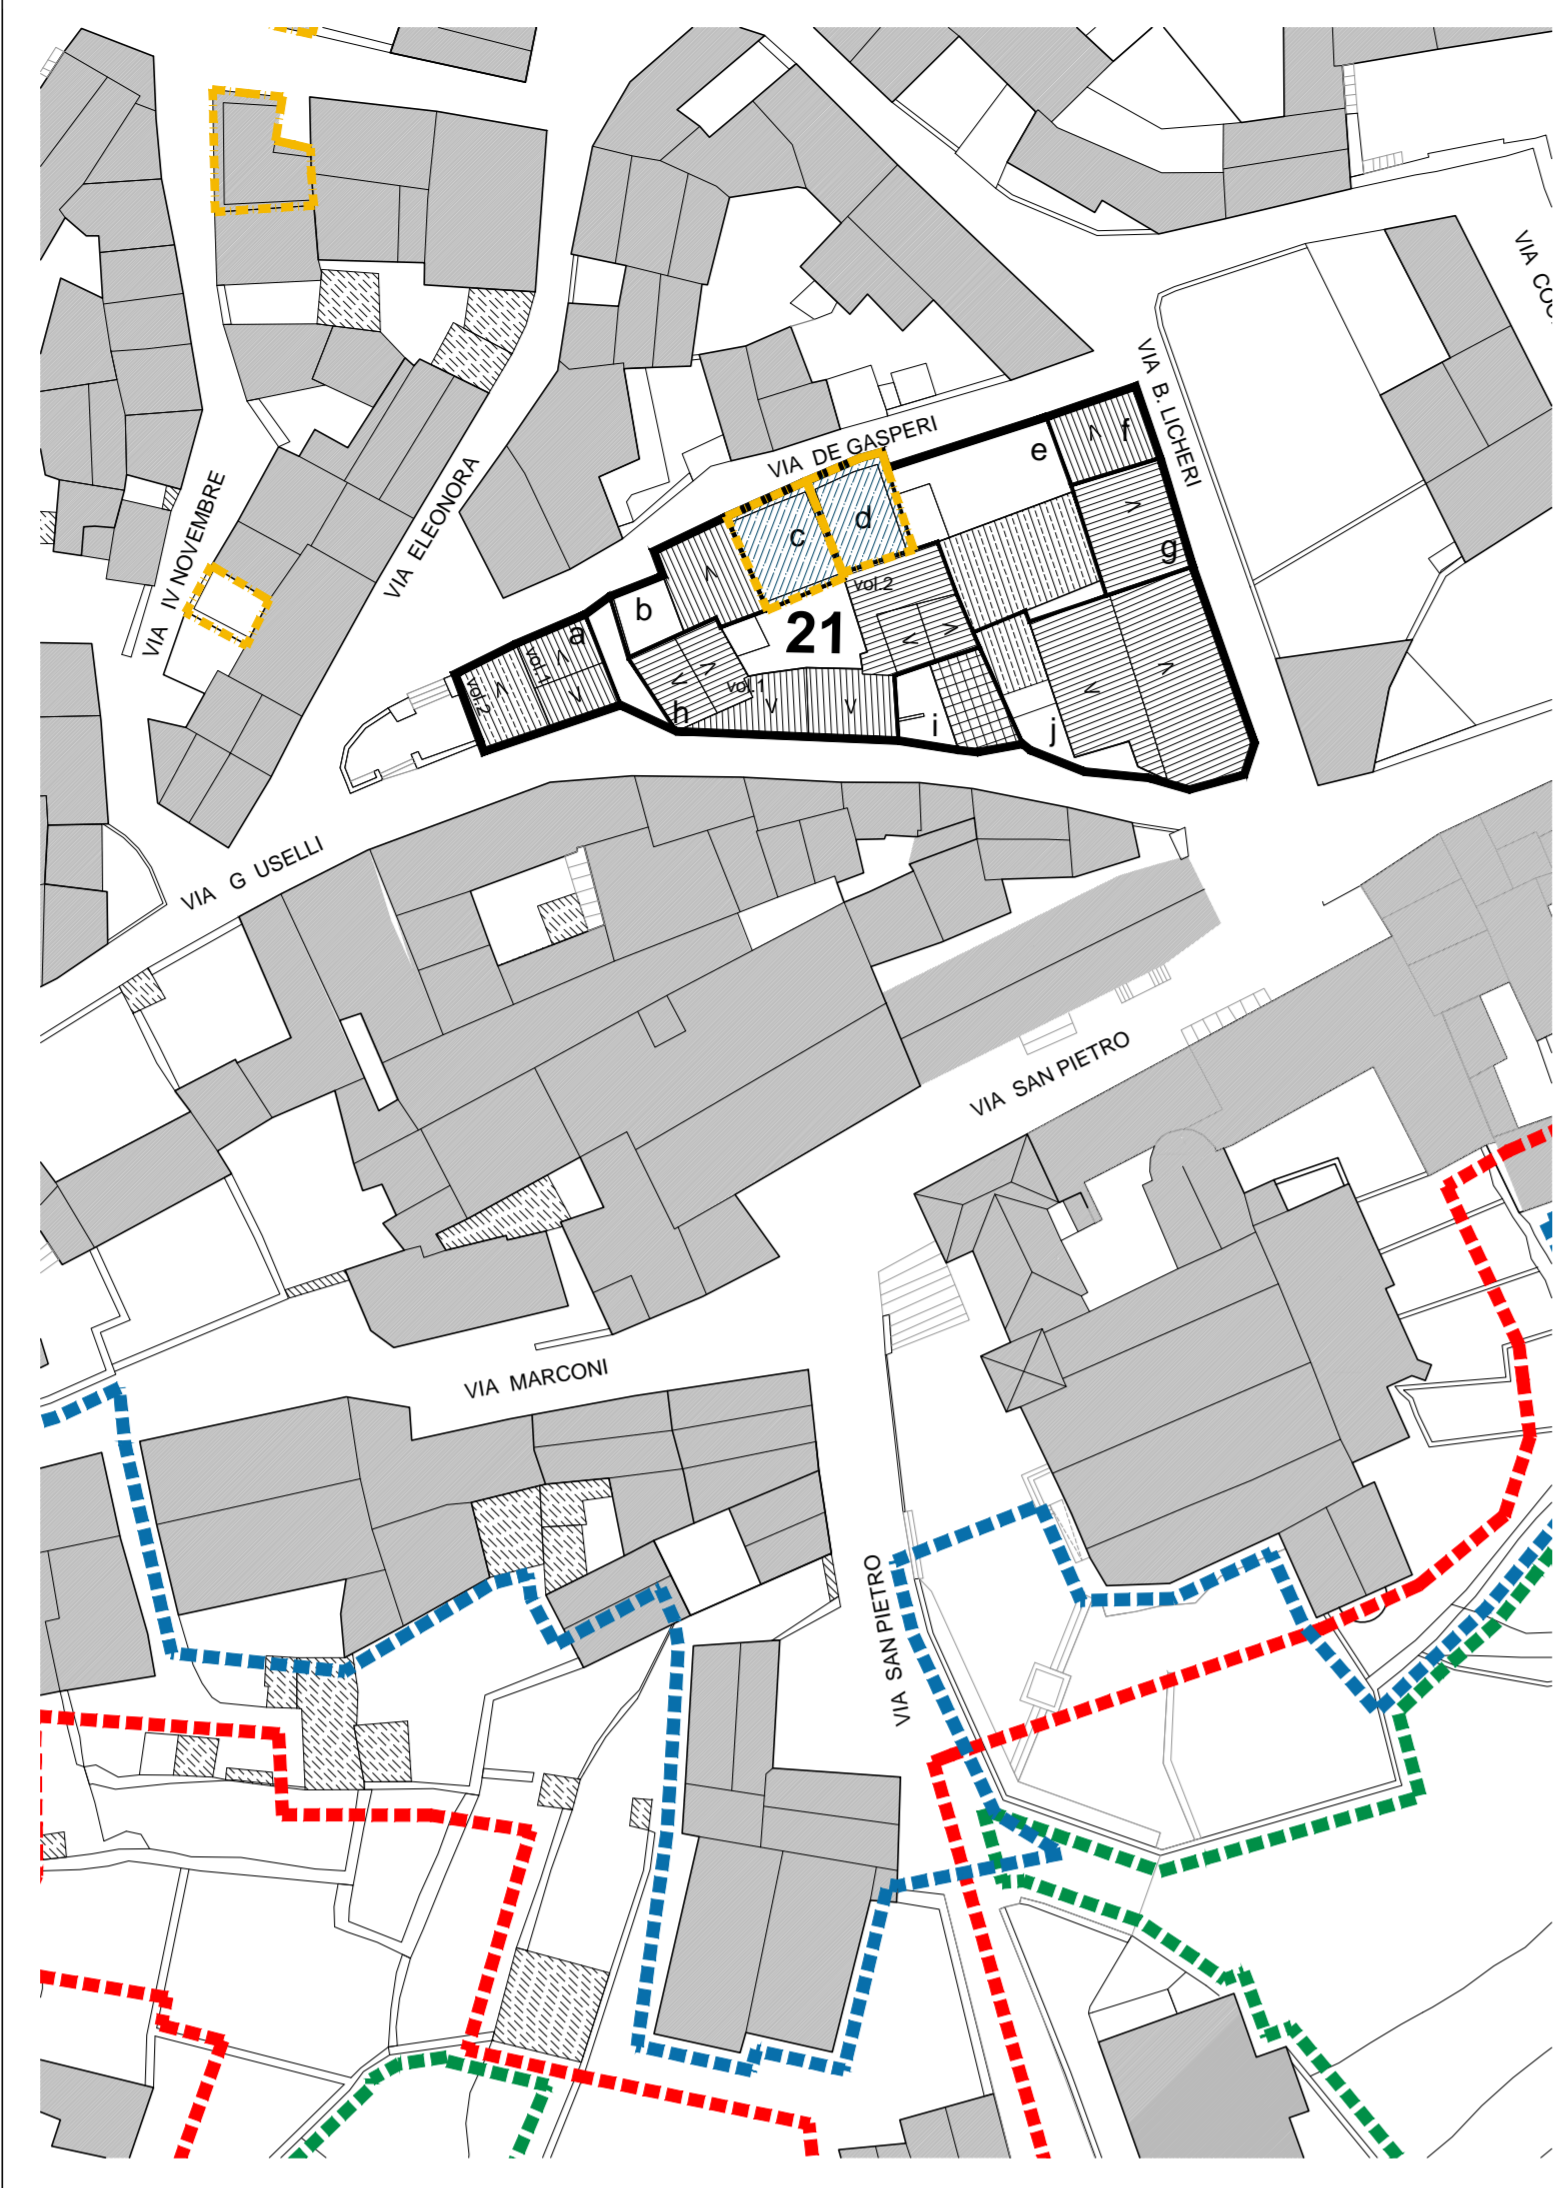 VIA COC
VIA B. LICHERI
VIA DE GASPERI
f
e
VIA IV NOVEMBRE
VIA ELEONORA
d
c
g
vol.2
b
21
a
vol.1
vol.2
vol.1
h
i
j
VIA G USELLI
VIA SAN PIETRO
VIA MARCONI
VIA SAN PIETRO